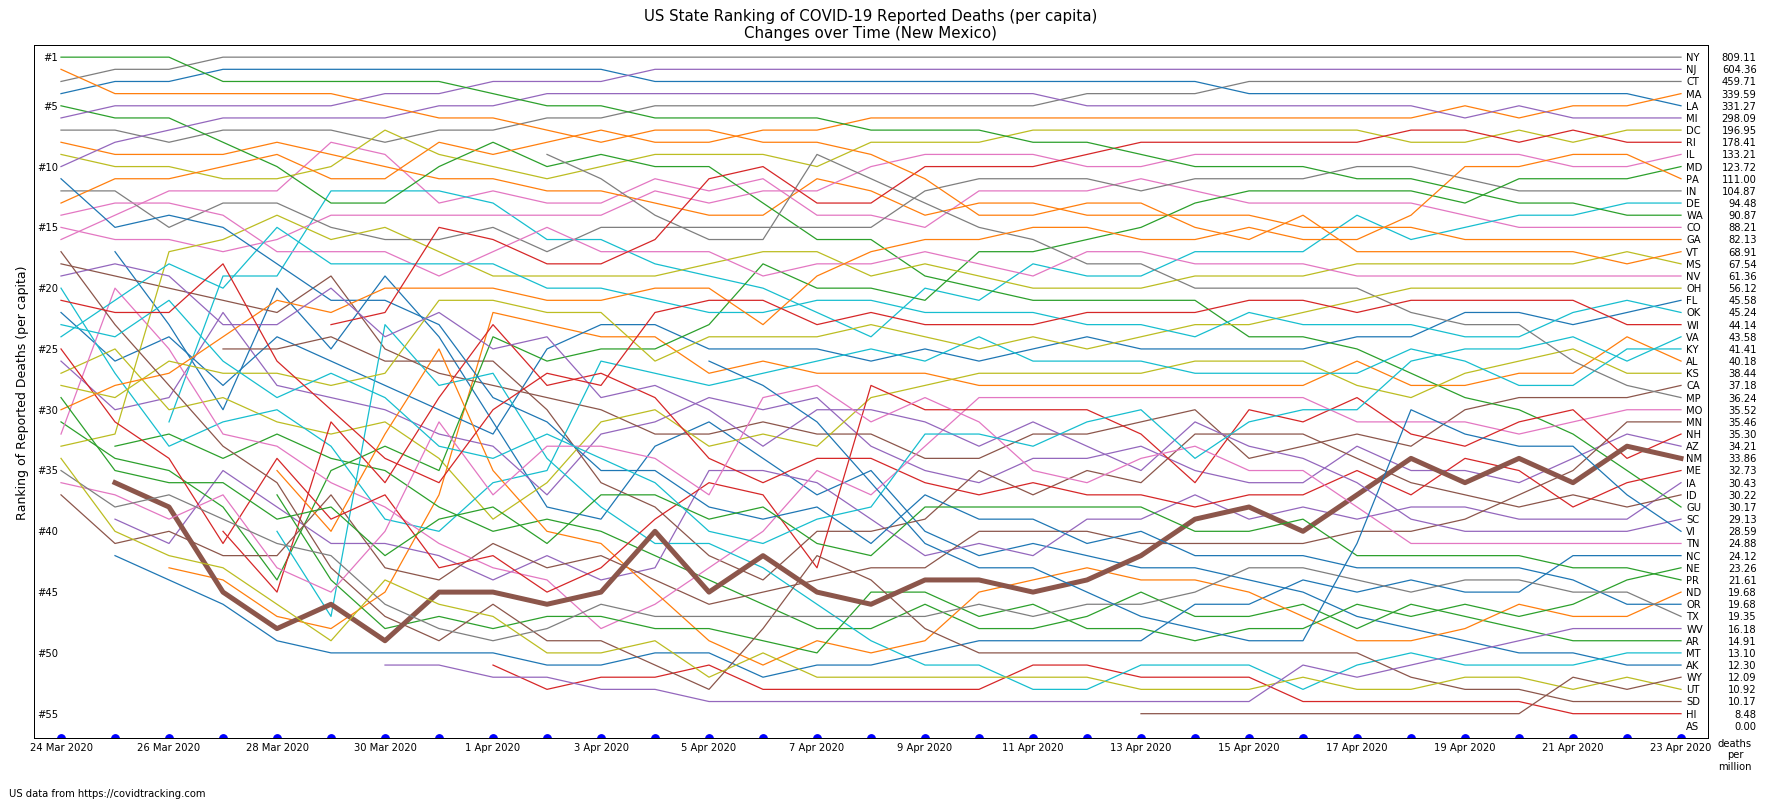 US State Ranking of COVID-19 Reported Deaths (per capita)
Changes over Time (New Mexico)
Ranking of Reported Deaths (per capita)
#1
#5
#10
#15
#20
#25
#30
#35
#40
#45
#50
#55
NY 809.11
NJ 604.36
CT 459.71
MA 339.59
LA 331.27
MI 298.09
DC 196.95
RI 178.41
IL 133.21
MD 123.72
PA 111.00
IN 104.87
DE 94.48
WA 90.87
CO 88.21
GA 82.13
VT 68.91
MS 67.54
NV 61.36
OH 56.12
FL 45.58
OK 45.24
WI 44.14
VA 43.58
KY 41.41
AL 40.18
KS 38.44
CA 37.18
MP 36.24
MO 35.52
MN 35.46
NH 35.30
AZ 34.21
NM 33.86
ME 32.73
IA 30.43
ID 30.22
GU 30.17
SC 29.13
VI 28.59
TN 24.88
NC 24.12
NE 23.26
PR 21.61
ND 19.68
OR 19.68
TX 19.35
WV 16.18
AR 14.91
MT 13.10
AK 12.30
WY 12.09
UT 10.92
SD 10.17
HI 8.48
AS 0.00
24 Mar 2020 26 Mar 2020 28 Mar 2020 30 Mar 2020 1 Apr 2020 3 Apr 2020 5 Apr 2020 7 Apr 2020 9 Apr 2020 11 Apr 2020 13 Apr 2020 15 Apr 2020 17 Apr 2020 19 Apr 2020 21 Apr 2020 23 Apr 2020
deaths
per
million
US data from https://covidtracking.com